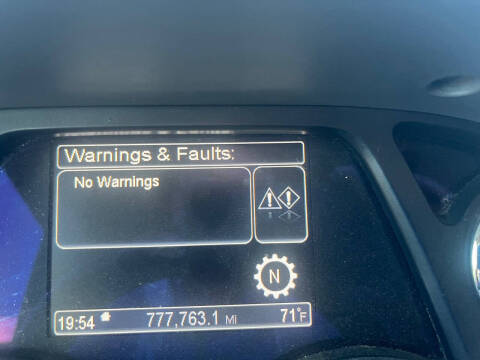 Warnings & Faults:
No Warnings
N
19:54 777,763.1 MI 71°F